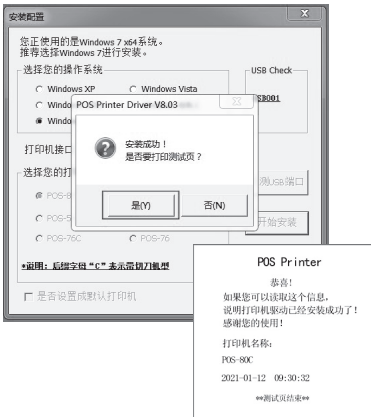 安装配置
您正使用的是Windows 7 x64系统。
推荐选择Windows 7进行安装。
选择您的操作系统
USB Check
Windows XP
Windows Vista
POS Printer Driver V8.03
安装成功！
是否要打印测试页？
是(Y)
否(N)
打印机接口
选择您的打
POS-76C
POS-76
开始安装
*说明：后缀字母“C”表示带切刀机型
是否设置成默认打印机
POS Printer
恭喜！
如果您可以读取这个信息，
说明打印机驱动已经安装成功了！
感谢您的使用！
打印机名称：
POS-80C
2021-01-12 09:30:32
**测试页结束**